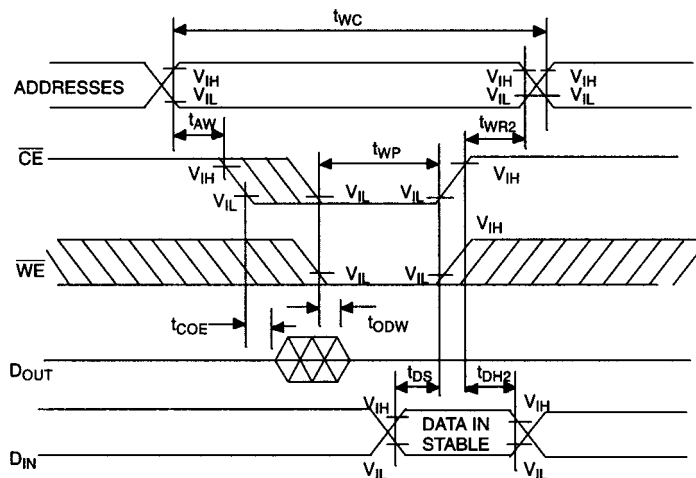 tWC
ADDRESSES
VIH VIH VIH
VIL VIL VIL
tAW tWR2
CE tWP
VIH VIH
VIL VIL VIL
VIH
WE VIL VIL
tCOE tODW
DOUT
tDS tDH2
VIH DATA IN VIH
STABLE
DIN
VIL VIL